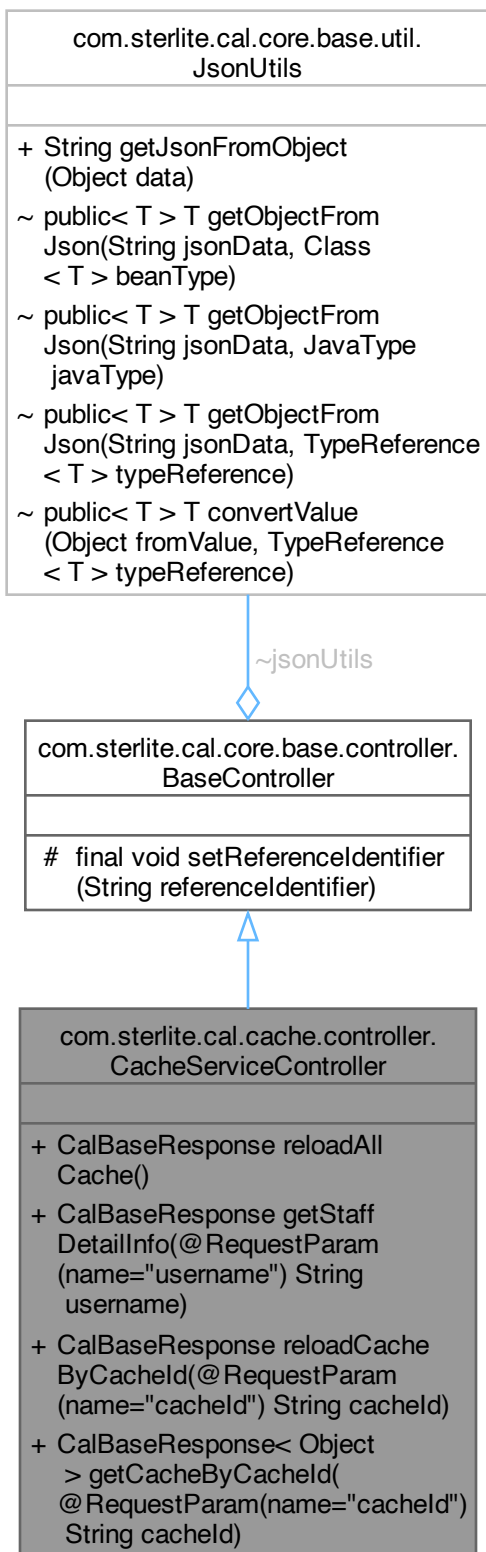 com.sterlite.cal.core.base.util.
JsonUtils
+ String getJsonFromObject
(Object data)
~ public< T > T getObjectFrom
Json(String jsonData, Class
< T > beanType)
~ public< T > T getObjectFrom
Json(String jsonData, JavaType
javaType)
~ public< T > T getObjectFrom
Json(String jsonData, TypeReference
< T > typeReference)
~ public< T > T convertValue
(Object fromValue, TypeReference
< T > typeReference)
~jsonUtils
com.sterlite.cal.core.base.controller.
BaseController
# final void setReferenceIdentifier
(String referenceIdentifier)
com.sterlite.cal.cache.controller.
CacheServiceController
+ CalBaseResponse reloadAll
Cache()
+ CalBaseResponse getStaff
DetailInfo(@RequestParam
(name="username") String
username)
+ CalBaseResponse reloadCache
ByCacheId(@RequestParam
(name="cacheId") String cacheId)
+ CalBaseResponse< Object
> getCacheByCacheId(
@RequestParam(name="cacheId")
String cacheId)